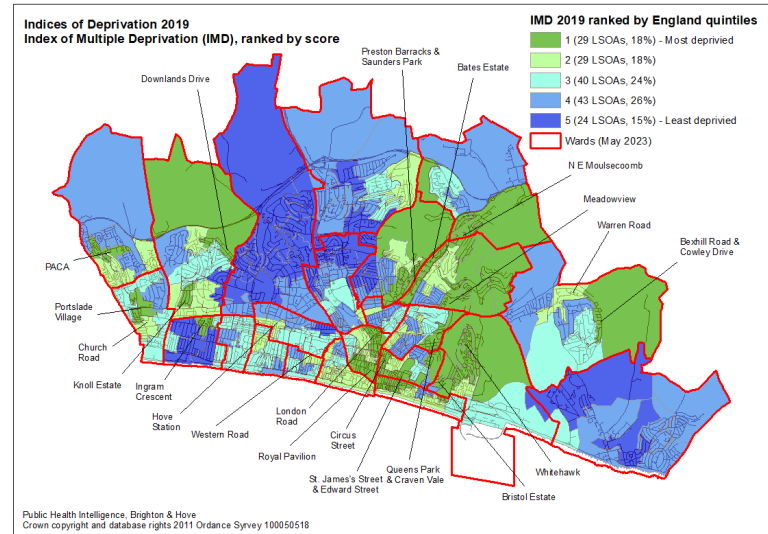 Indices of Deprivation 2019
Index of Multiple Deprivation (IMD), ranked by score
IMD 2019 ranked by England quintiles
1 (29 LSOAs, 18%) - Most deprived
2 (29 LSOAs, 18%)
3 (40 LSOAs, 24%)
4 (43 LSOAs, 26%)
5 (24 LSOAs, 15%) - Least deprived
Wards (May 2023)
Preston Barracks &
Saunders Park
Bates Estate
Downlands Drive
N E Moulsecoomb
Meadowview
Warren Road
Bexhill Road &
Cowley Drive
PACA
Portslade
Village
Church
Road
Knoll Estate
Ingram
Crescent
Hove
Station
Western Road
London
Road
Royal Pavilion
Circus
Street
St. James's Street
& Edward Street
Queens Park
& Craven Vale
Whitehawk
Bristol Estate
Public Health Intelligence, Brighton & Hove
Crown copyright and database rights 2011 Ordance Syrvey 100050518